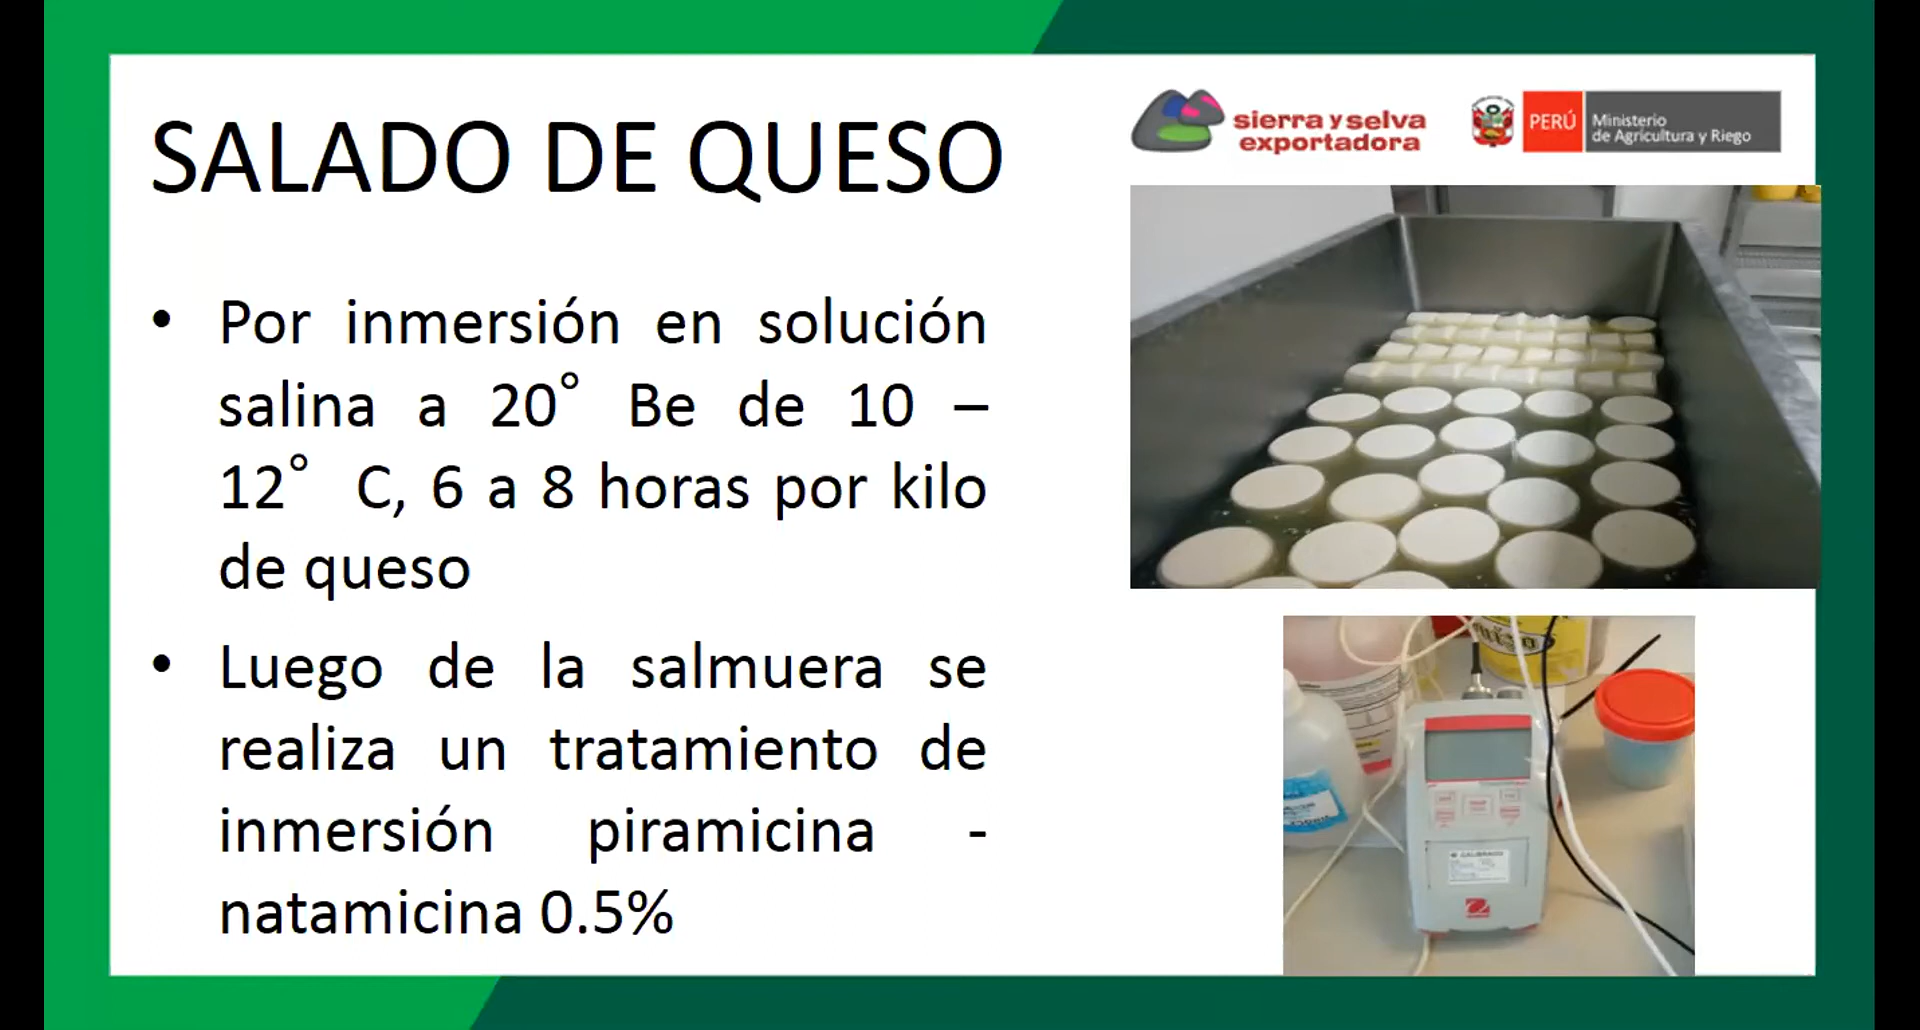 SALADO DE QUESO
sierra y selva
exportadora
PERÚ
Ministerio
de Agricultura y Riego
• Por inmersión en solución
salina a 20° Be de 10 –
12° C, 6 a 8 horas por kilo
de queso
• Luego de la salmuera se
realiza un tratamiento de
inmersión piramicina -
natamicina 0.5%